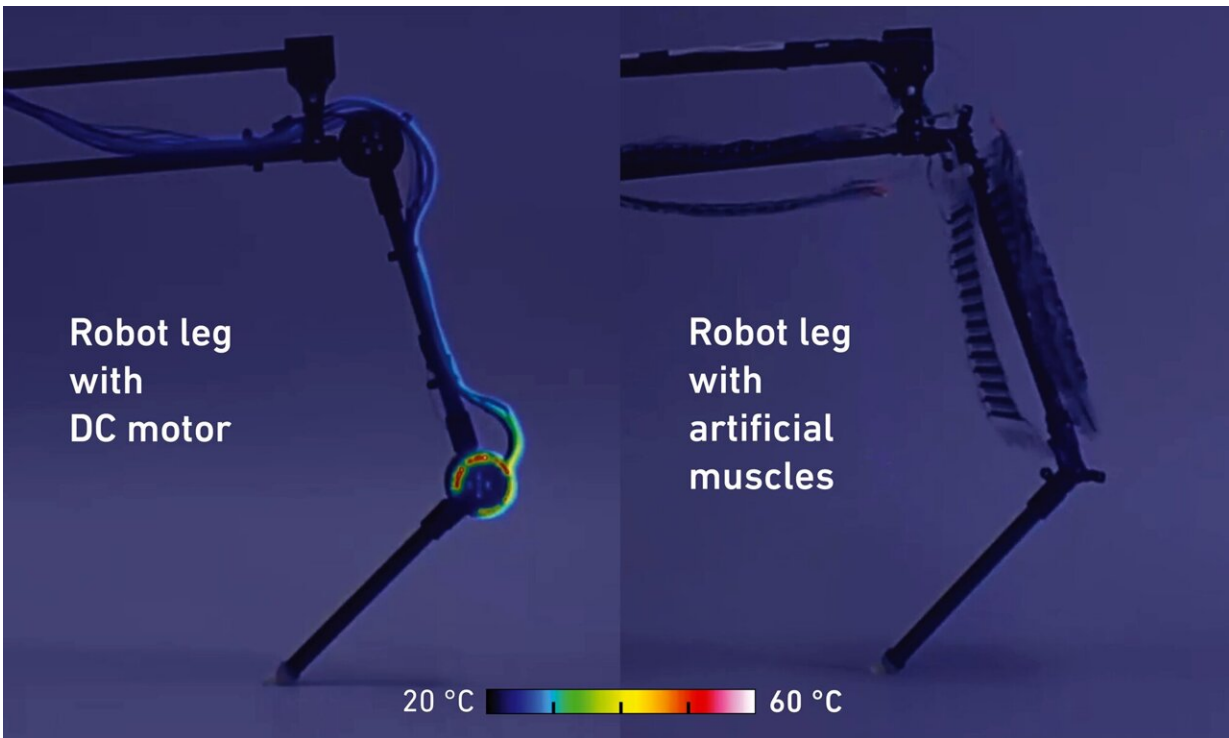 Robot leg
with
DC motor
Robot leg
with
artificial
muscles
20 °C
60 °C